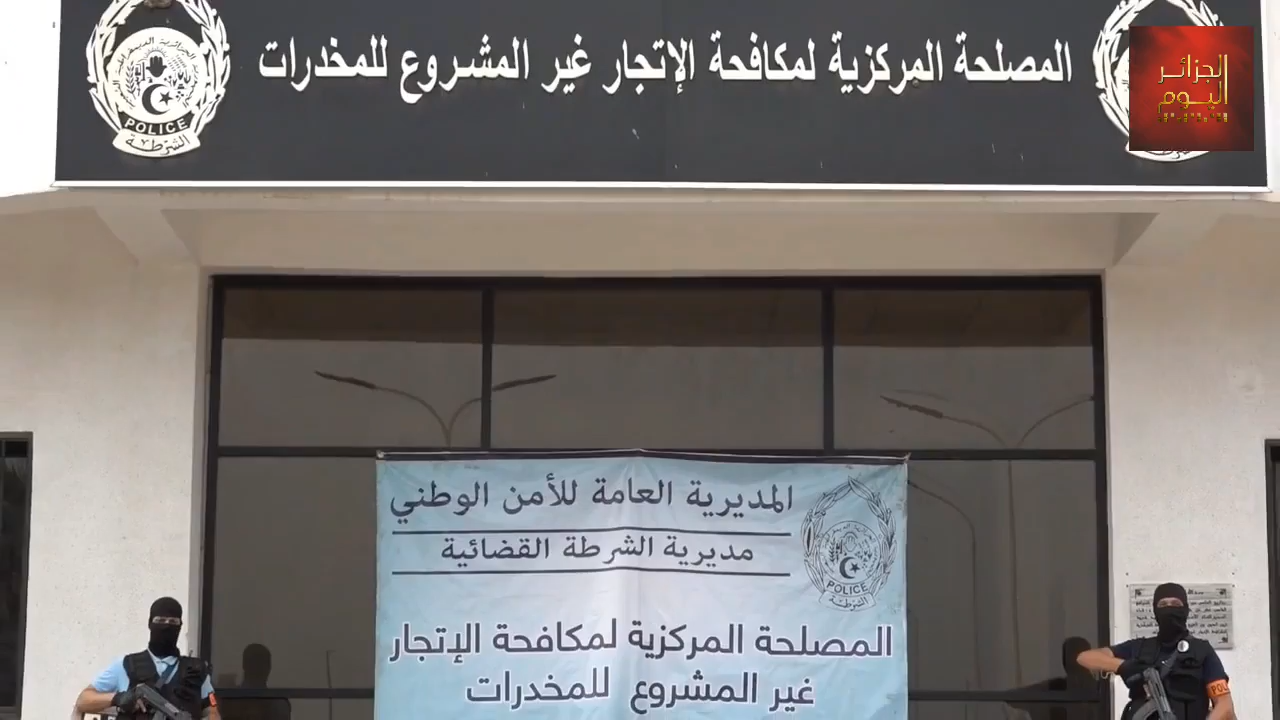 المصلحة المركزية لمكافحة الإتجار غير المشروع للمخدرات
POLICE
الشرطة
الجزائر
اليوم
المديرية العامة للأمن الوطني
مديرية الشرطة القضائية
POLICE
الشرطة
المصلحة المركزية لمكافحة الإتجار
غير المشروع للمخدرات